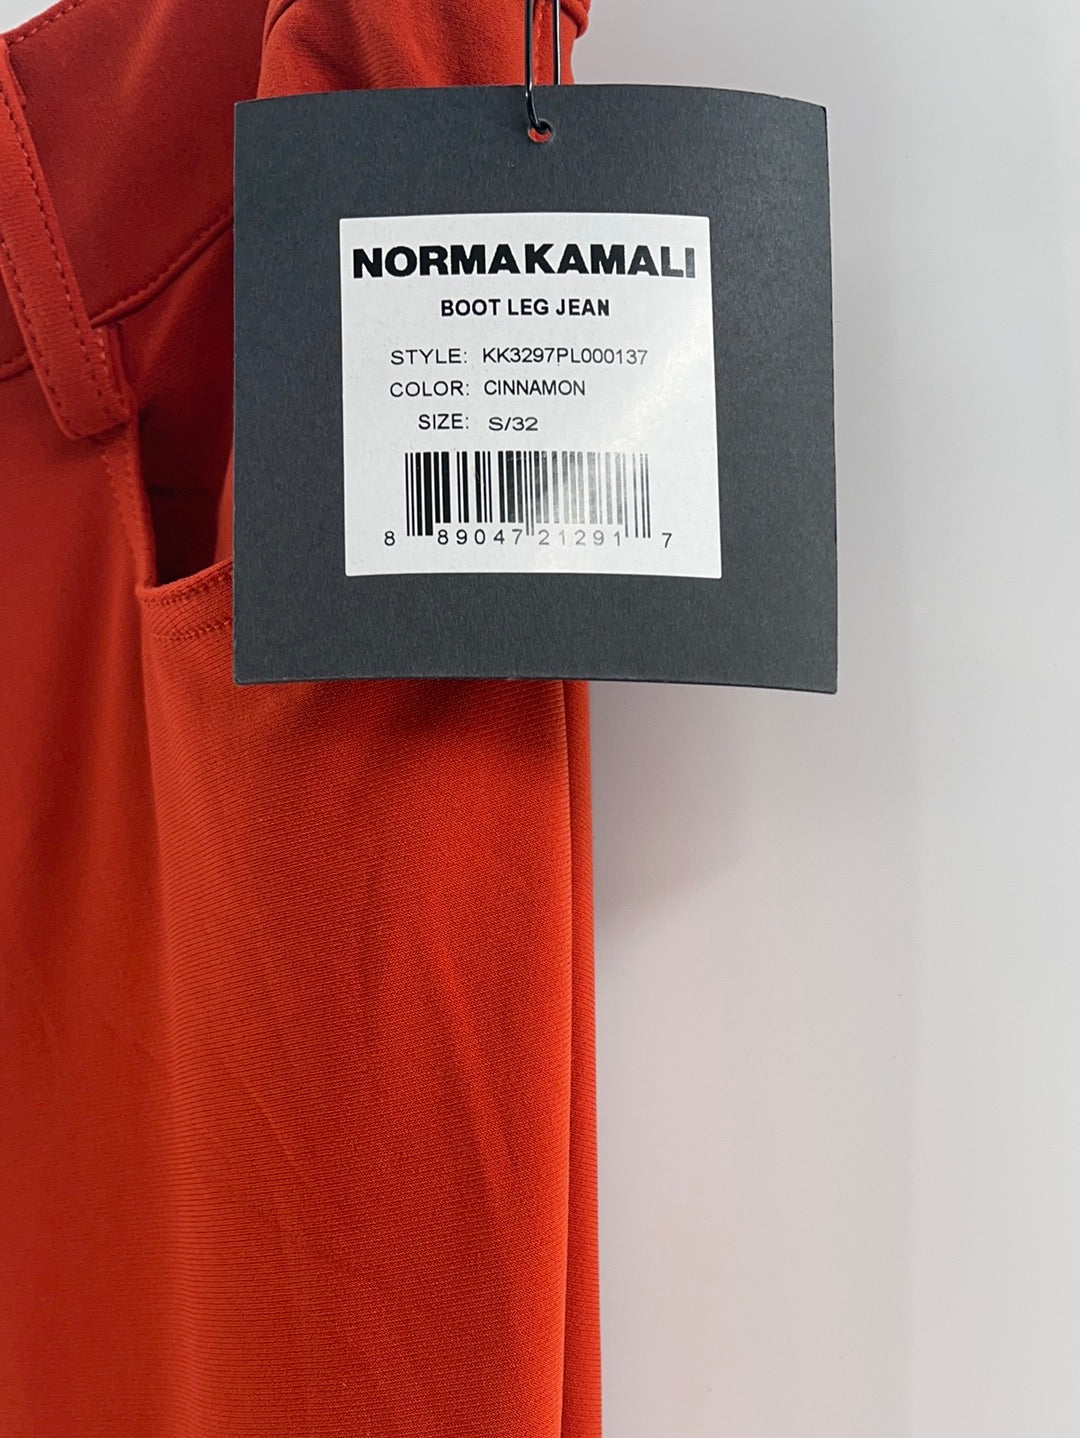 NORMAKAMALI
BOOT LEG JEAN
STYLE: KK3297PL000137
COLOR: CINNAMON
SIZE: S/32
8 89047 21291 7